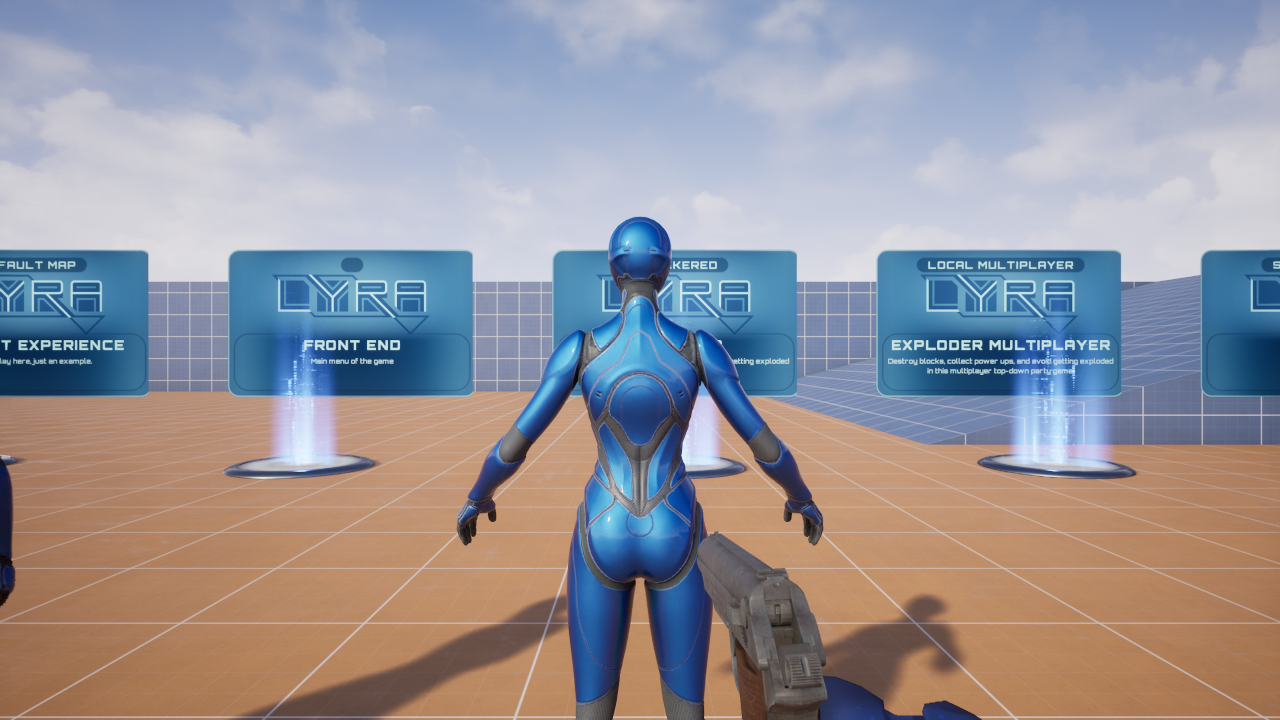 FAULT MAP
YRA
T EXPERIENCE
lay here, just an example.
LYRA
FRONT END
Main menu of the game
KERED
LYRA
etting exploded
LOCAL MULTIPLAYER
LYRA
EXPLODER MULTIPLAYER
Destroy blocks, collect power ups, and avoid getting exploded
in this multiplayer top-down party game